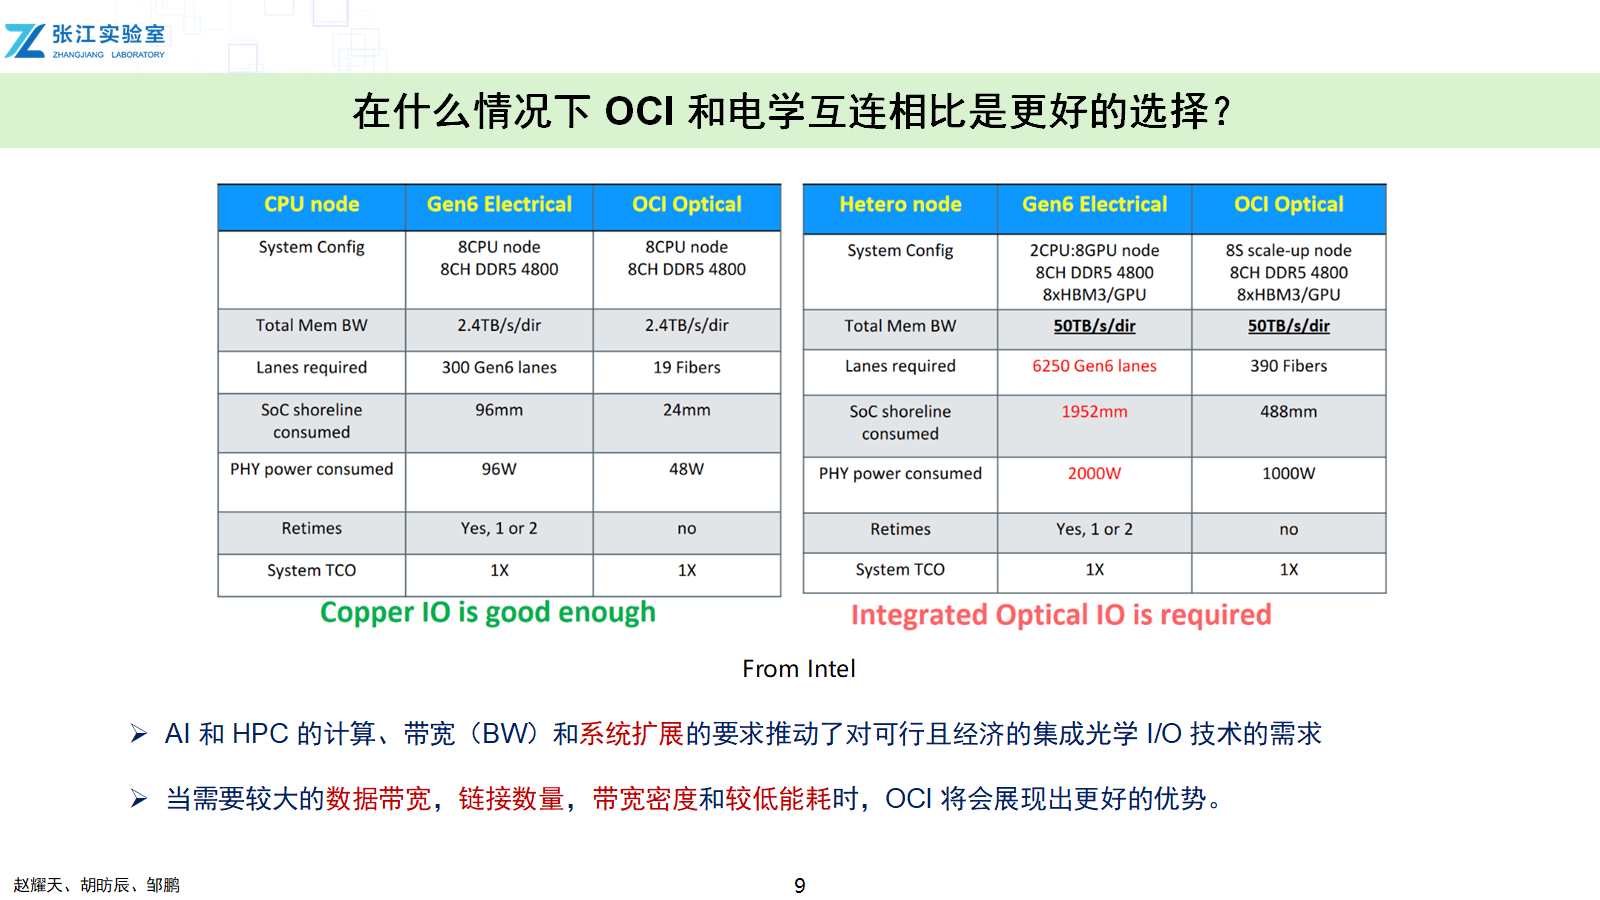 张江实验室
ZHANGJIANG LABORATORY
在什么情况下 OCI 和电学互连相比是更好的选择？
CPU node Gen6 Electrical OCI Optical
System Config 8CPU node 8CPU node
8CH DDR5 4800 8CH DDR5 4800
Total Mem BW 2.4TB/s/dir 2.4TB/s/dir
Lanes required 300 Gen6 lanes 19 Fibers
SoC shoreline 96mm 24mm
consumed
PHY power consumed 96W 48W
Retimes Yes, 1 or 2 no
System TCO 1X 1X
Copper IO is good enough
Hetero node Gen6 Electrical OCI Optical
System Config 2CPU:8GPU node 8S scale-up node
8CH DDR5 4800 8CH DDR5 4800
8xHBM3/GPU 8xHBM3/GPU
Total Mem BW 50TB/s/dir 50TB/s/dir
Lanes required 6250 Gen6 lanes 390 Fibers
SoC shoreline 1952mm 488mm
consumed
PHY power consumed 2000W 1000W
Retimes Yes, 1 or 2 no
System TCO 1X 1X
Integrated Optical IO is required
From Intel
➢ AI 和 HPC 的计算、带宽（BW）和系统扩展的要求推动了对可行且经济的集成光学 I/O 技术的需求
➢ 当需要较大的数据带宽，链接数量，带宽密度和较低能耗时，OCI 将会展现出更好的优势。
赵耀天、胡昉辰、邹鹏
9